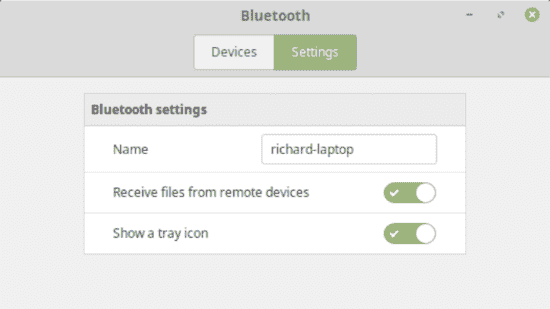 Bluetooth
Devices Settings
Bluetooth settings
Name richard-laptop
Receive files from remote devices
Show a tray icon